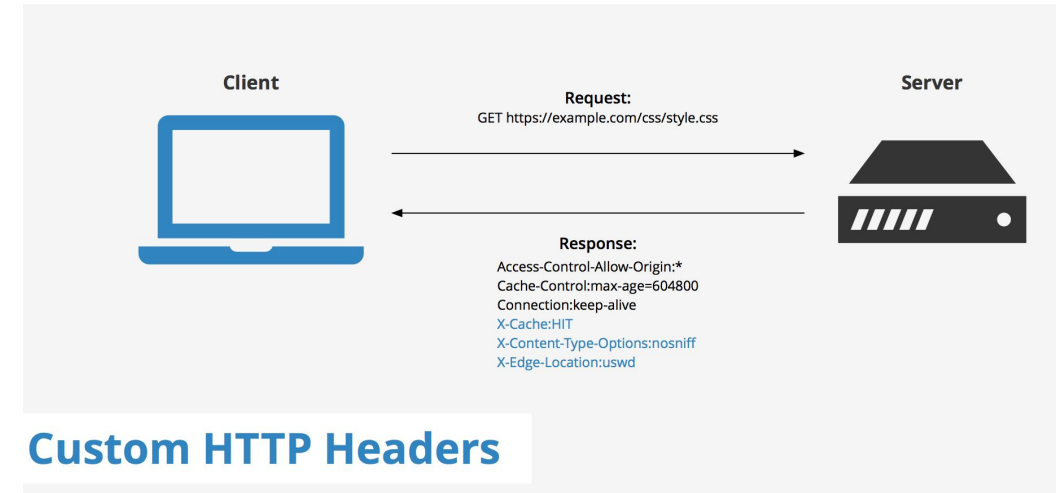 Client
Server
Request:
GET https://example.com/css/style.css
Response:
Access-Control-Allow-Origin:*
Cache-Control:max-age=604800
Connection:keep-alive
X-Cache:HIT
X-Content-Type-Options:nosniff
X-Edge-Location:uswd
Custom HTTP Headers